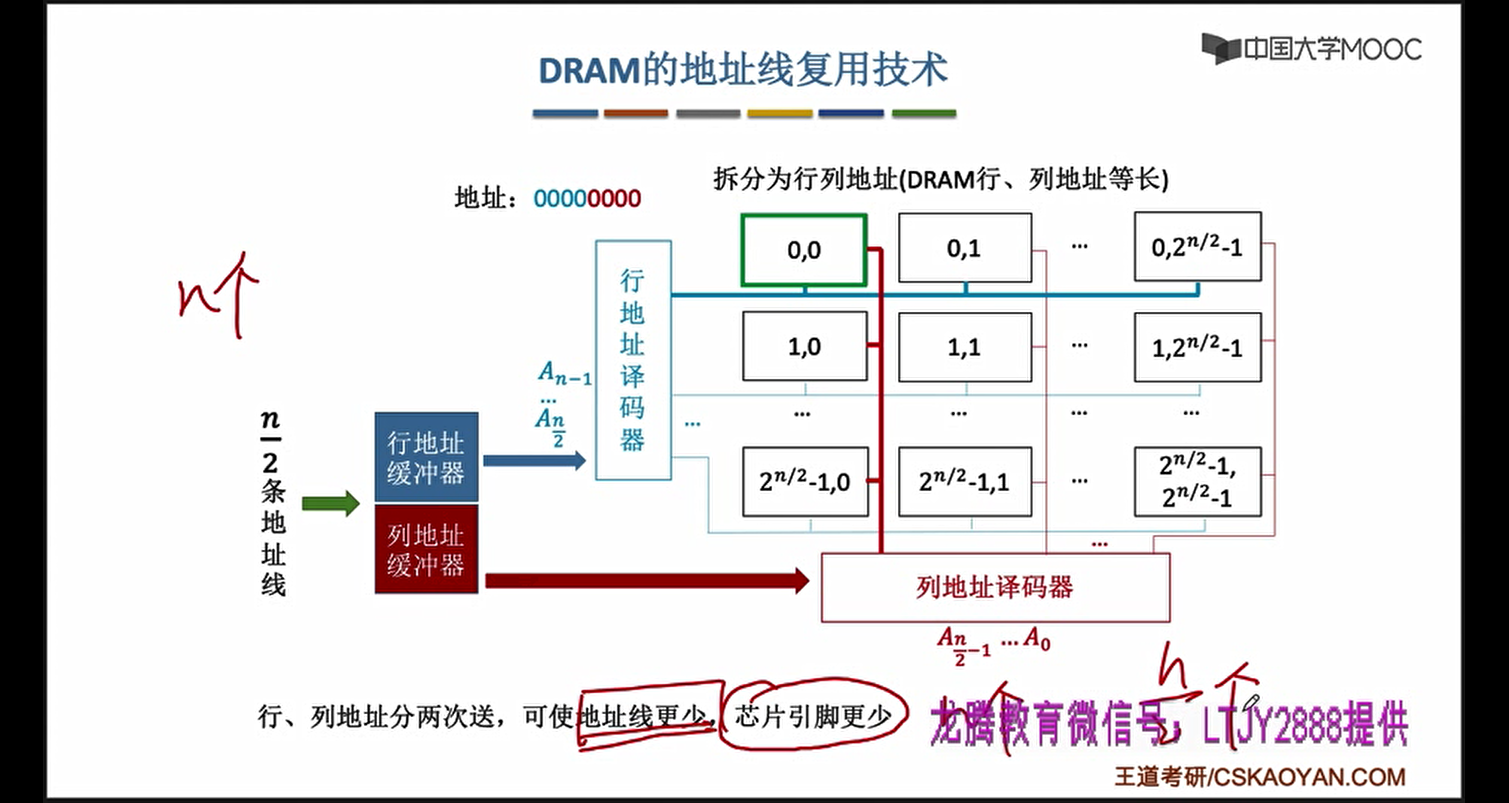 中国大学MOOC
DRAM的地址线复用技术
地址：00000000
拆分为行列地址(DRAM行、列地址等长)
n个
0,0
0,1
...
0,2^{n/2}-1
行地址译码器
1,0
1,1
...
1,2^{n/2}-1
A_{n-1}
...
A_{n/2}
...
...
...
...
...
n/2条地址线
行地址缓冲器
2^{n/2}-1,0
2^{n/2}-1,1
...
2^{n/2}-1, 2^{n/2}-1
列地址缓冲器
...
列地址译码器
A_{n/2-1} ... A_0
行、列地址分两次送，可使地址线更少，芯片引脚更少
n个
n/2个
龙腾教育微信号：LTJY2888提供
王道考研/CSKAOYAN.COM